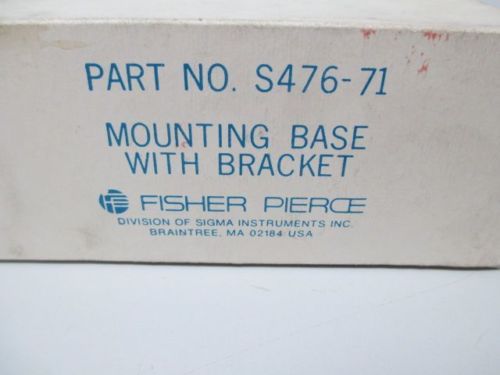 PART NO. S476-71
MOUNTING BASE
WITH BRACKET
FISHER PIERCE
DIVISION OF SIGMA INSTRUMENTS INC.
BRAINTREE, MA 02184 USA